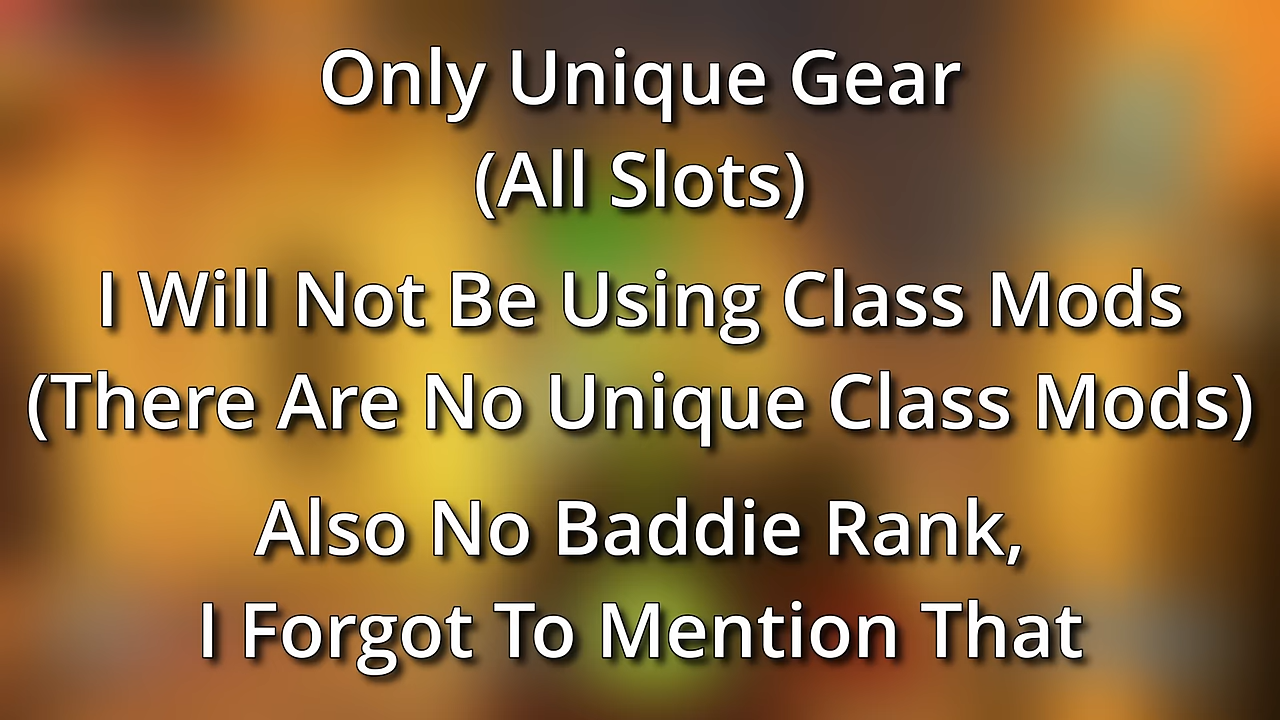 Only Unique Gear
(All Slots)
I Will Not Be Using Class Mods
(There Are No Unique Class Mods)
Also No Baddie Rank,
I Forgot To Mention That